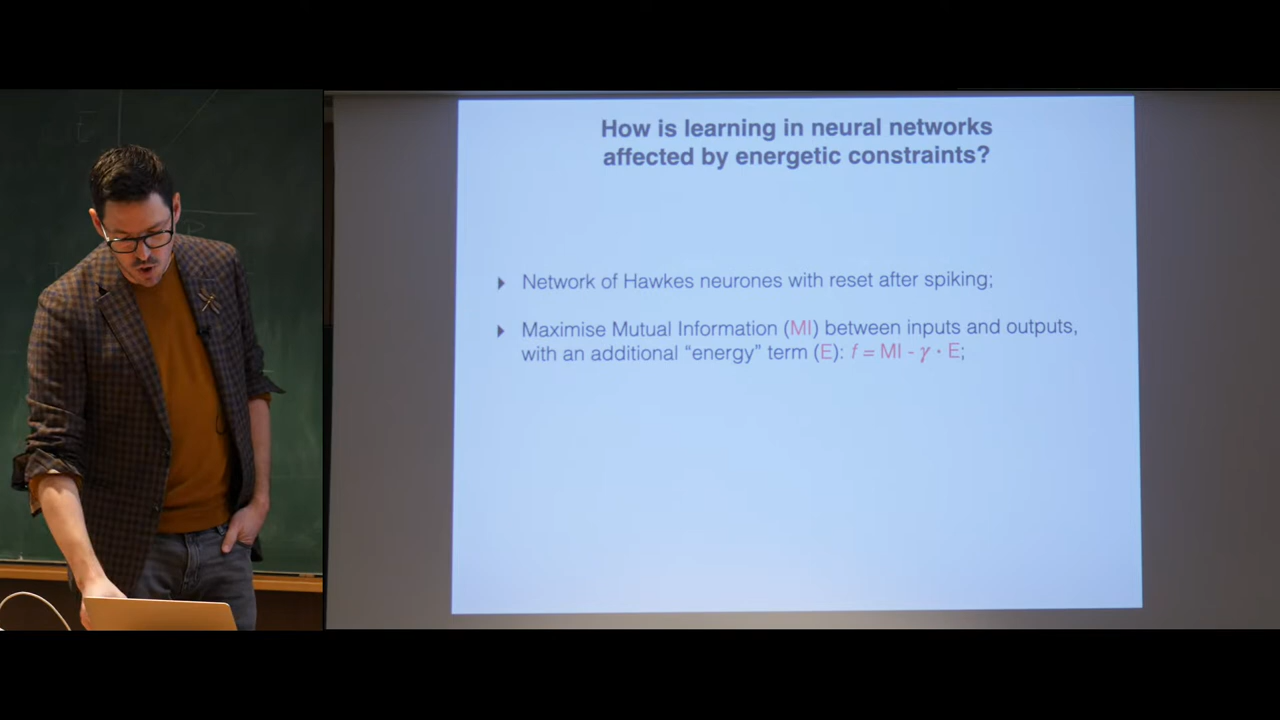 How is learning in neural networks
affected by energetic constraints?
Network of Hawkes neurones with reset after spiking;
Maximise Mutual Information (MI) between inputs and outputs,
with an additional “energy” term (E): f = MI - γ · E;